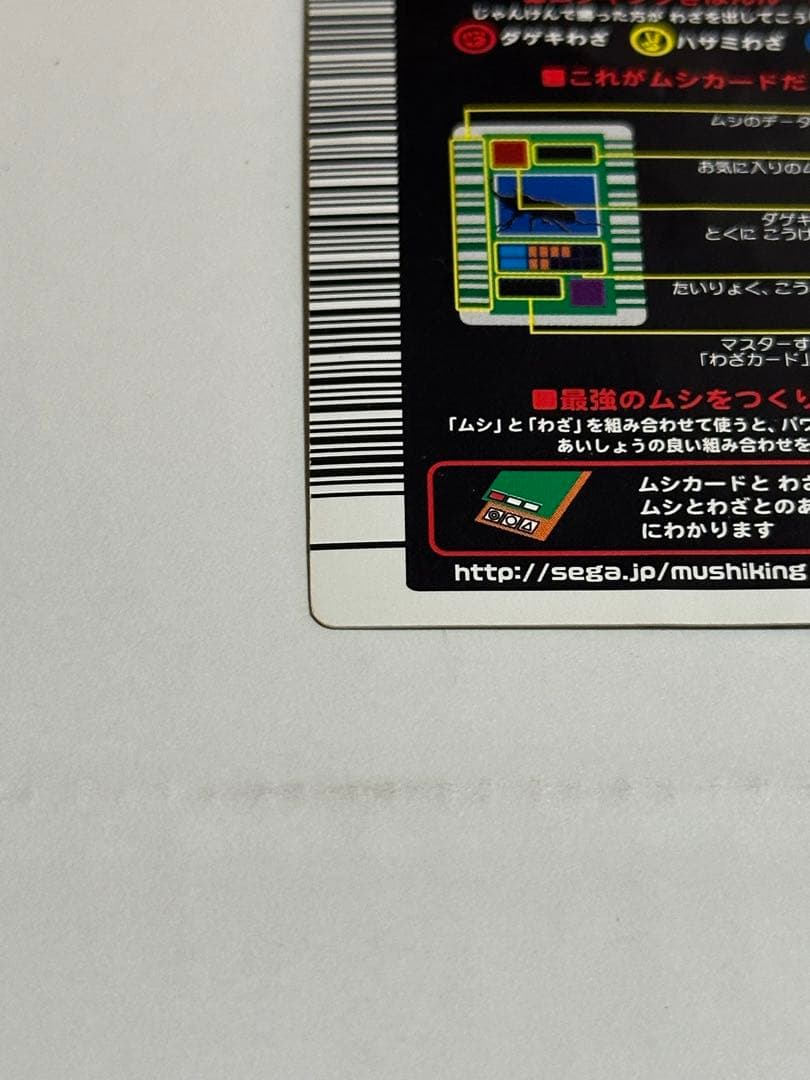 じゃんけんで勝った方が わざを出してこう
ダゲキわざ ハサミわざ
■これがムシカードだ
ムシのデータ
お気に入りのム
ダゲキ
とくに こうげ
たいりょく、こう
マスターす
「わざカード」
■最強のムシをつくり
「ムシ」と「わざ」を組み合わせて使うと、パワ
あいしょうの良い組み合わせを
ムシカードと わざ
ムシとわざとのあ
にわかります
http://sega.jp/mushiking